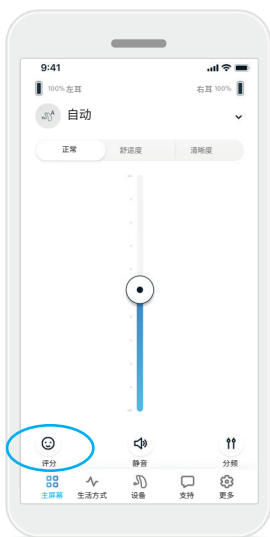 9:41
100% 左耳 右耳 100%
A 自动
正常 舒适度 清晰度
评分 静音 分频
主屏幕 生活方式 设备 支持 更多